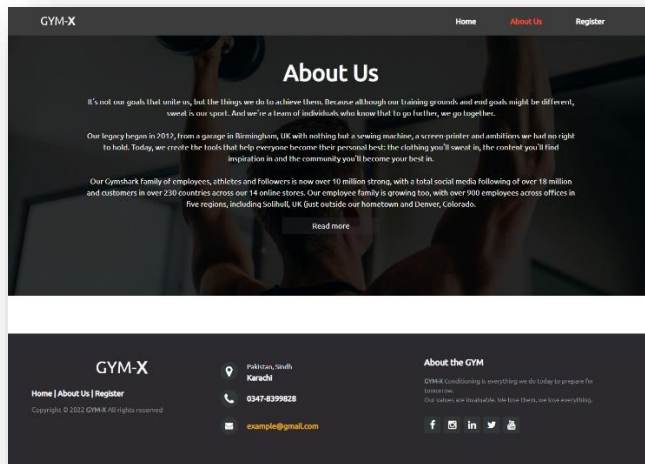 GYM-X
Home
About Us
Register
About Us
It's not our goals that unite us, but the things we do to achieve them. Because although our training grounds and end goals might be different,
sweat is our sport. And we're a team of individuals who know that to go further, we go together.
Our legacy began in 2012, from a garage in Birmingham, UK with nothing but a sewing machine, a screen-printer and ambitions we had no right
to hold. Today, we create the tools that help everyone become their personal best: the clothing you'll sweat in, the content you'll find
inspiration in and the community you'll become your best in.
Our Gymshark family of employees, athletes and followers is now over 10 million strong, with a total social media following of over 18 million
and customers in over 230 countries across our 14 online stores. Our employee family is growing too, with over 900 employees across offices in
five regions, including Solihull, UK (just outside our hometown and Denver, Colorado.
Read more
GYM-X
Home | About Us | Register
Copyright © 2022 GYM-X All rights reserved
Pakistan, Sindh
Karachi
0347-8399828
example@gmail.com
About the GYM
GYM-X Conditioning is everything we do today to prepare for
tomorrow.
Our values are invaluable. We lose them, we lose everything.